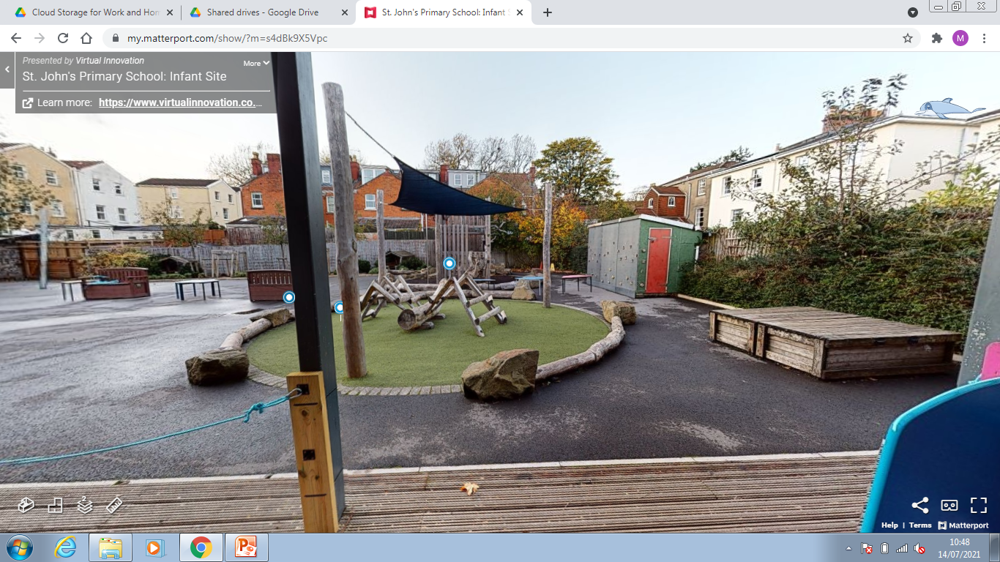 Cloud Storage for Work and Hom
Shared drives - Google Drive
St. John's Primary School: Infant S
my.matterport.com/show/?m=s4dBk9X5Vpc
M
Presented by Virtual Innovation
More
St. John's Primary School: Infant Site
Learn more: https://www.virtualinnovation.co....
Help | Terms Matterport
10:48
14/07/2021